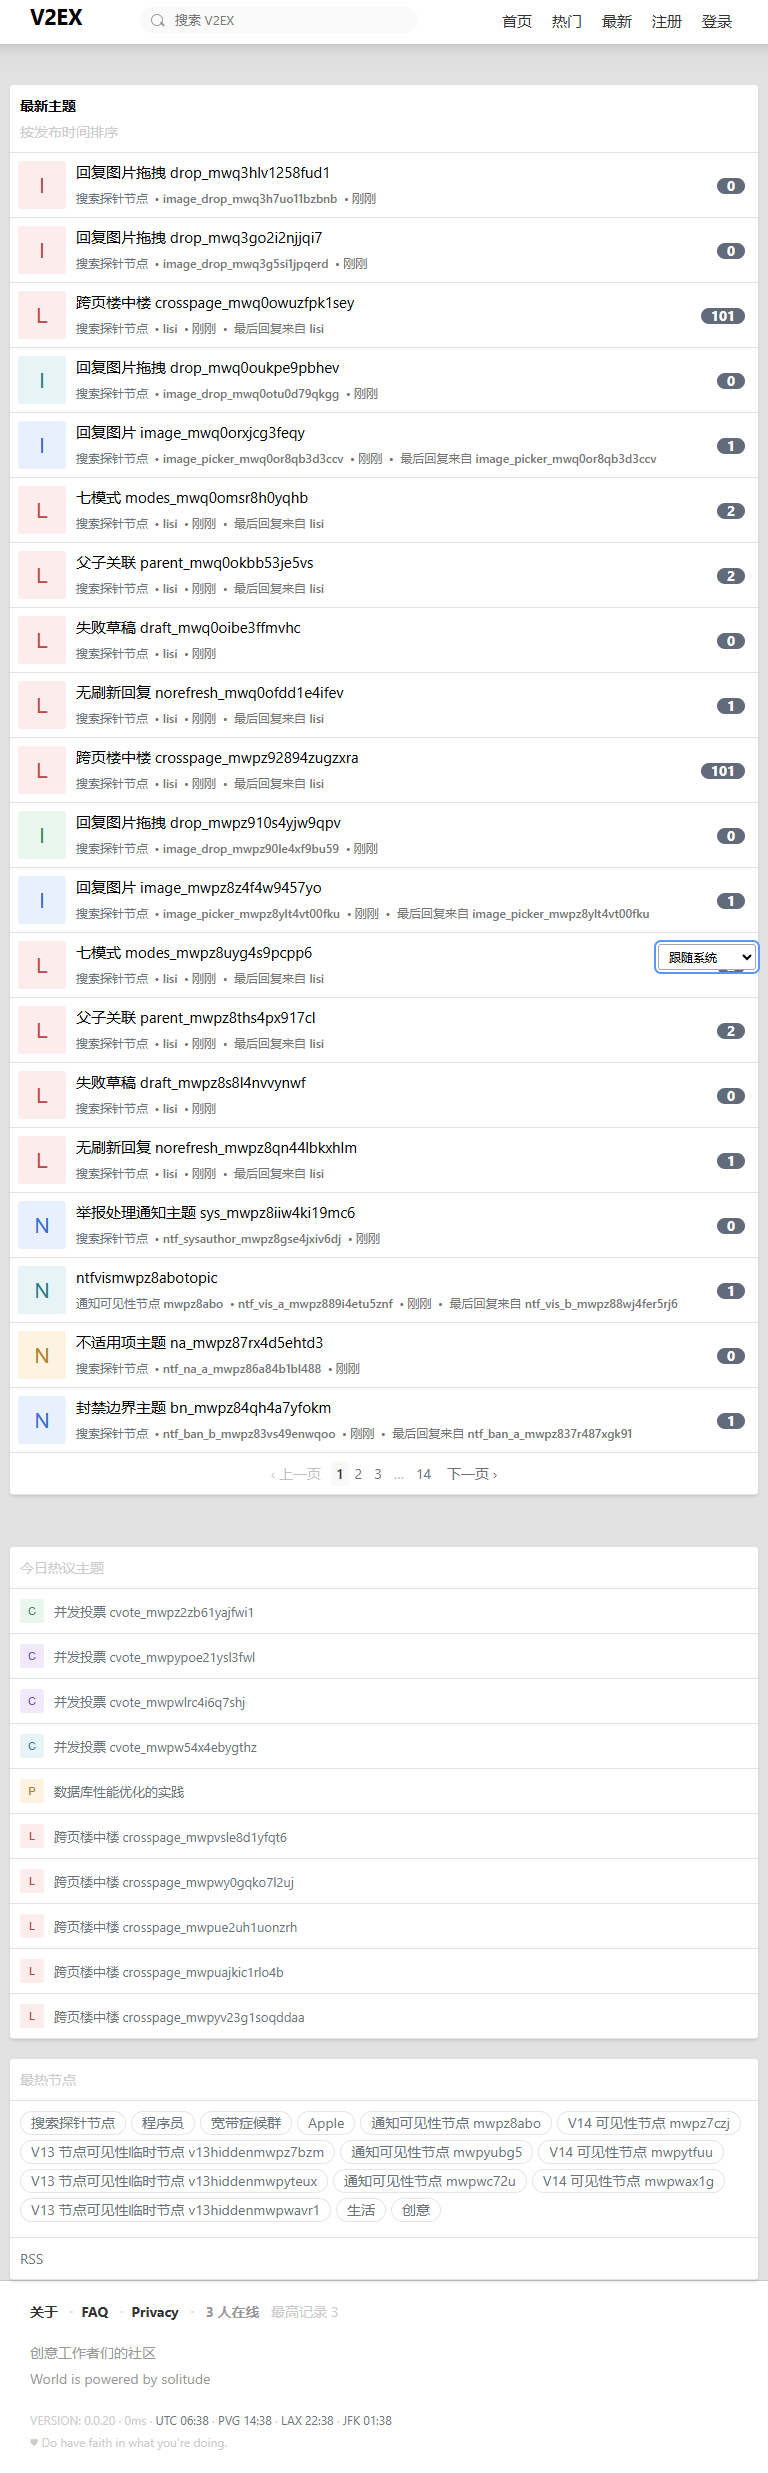 V2EX
搜索 V2EX
首页 热门 最新 注册 登录
最新主题
按发布时间排序
I
回复图片拖拽 drop_mwq3hlv1258fud1
搜索探针节点 • image_drop_mwq3h7uo11bzbnb • 刚刚
0
I
回复图片拖拽 drop_mwq3go2i2njjqi7
搜索探针节点 • image_drop_mwq3g5si1jpqerd • 刚刚
0
L
跨页楼中楼 crosspage_mwq0owuzfpk1sey
搜索探针节点 • lisi • 刚刚 • 最后回复来自 lisi
101
I
回复图片拖拽 drop_mwq0oukpe9pbhev
搜索探针节点 • image_drop_mwq0otu0d79qkgg • 刚刚
0
I
回复图片 image_mwq0orxjcg3feqy
搜索探针节点 • image_picker_mwq0or8qb3d3ccv • 刚刚 • 最后回复来自 image_picker_mwq0or8qb3d3ccv
1
L
七模式 modes_mwq0omsr8h0yqhb
搜索探针节点 • lisi • 刚刚 • 最后回复来自 lisi
2
L
父子关联 parent_mwq0okbb53je5vs
搜索探针节点 • lisi • 刚刚 • 最后回复来自 lisi
2
L
失败草稿 draft_mwq0oibe3ffmvhc
搜索探针节点 • lisi • 刚刚
0
L
无刷新回复 norefresh_mwq0ofdd1e4ifev
搜索探针节点 • lisi • 刚刚 • 最后回复来自 lisi
1
L
跨页楼中楼 crosspage_mwpz92894zugzxra
搜索探针节点 • lisi • 刚刚 • 最后回复来自 lisi
101
I
回复图片拖拽 drop_mwpz910s4yjw9qpv
搜索探针节点 • image_drop_mwpz90le4xf9bu59 • 刚刚
0
I
回复图片 image_mwpz8z4f4w9457yo
搜索探针节点 • image_picker_mwpz8ylt4vt00fku • 刚刚 • 最后回复来自 image_picker_mwpz8ylt4vt00fku
1
L
七模式 modes_mwpz8uyg4s9pcpp6
搜索探针节点 • lisi • 刚刚 • 最后回复来自 lisi
跟随系统
L
父子关联 parent_mwpz8ths4px917cl
搜索探针节点 • lisi • 刚刚 • 最后回复来自 lisi
2
L
失败草稿 draft_mwpz8s8l4nvvynwf
搜索探针节点 • lisi • 刚刚
0
L
无刷新回复 norefresh_mwpz8qn44lbkxhlm
搜索探针节点 • lisi • 刚刚 • 最后回复来自 lisi
1
N
举报处理通知主题 sys_mwpz8iiw4ki19mc6
搜索探针节点 • ntf_sysauthor_mwpz8gse4jxiv6dj • 刚刚
0
N
ntfvismwpz8abotopic
通知可见性节点 mwpz8abo • ntf_vis_a_mwpz889i4etu5znf • 刚刚 • 最后回复来自 ntf_vis_b_mwpz88wj4fer5rj6
1
N
不适用项主题 na_mwpz87rx4d5ehtd3
搜索探针节点 • ntf_na_a_mwpz86a84b1bl488 • 刚刚
0
N
封禁边界主题 bn_mwpz84qh4a7yfokm
搜索探针节点 • ntf_ban_b_mwpz83vs49enwqoo • 刚刚 • 最后回复来自 ntf_ban_a_mwpz837r487xgk91
1
‹ 上一页 1 2 3 ... 14 下一页 ›
今日热议主题
C 并发投票 cvote_mwpz2zb61yajfwi1
C 并发投票 cvote_mwpypoe21ysl3fwl
C 并发投票 cvote_mwpwlrc4i6q7shj
C 并发投票 cvote_mwpw54x4ebygthz
P 数据库性能优化的实践
L 跨页楼中楼 crosspage_mwpvsle8d1yfqt6
L 跨页楼中楼 crosspage_mwpwy0gqko7l2uj
L 跨页楼中楼 crosspage_mwpue2uh1uonzrh
L 跨页楼中楼 crosspage_mwpuajkic1rlo4b
L 跨页楼中楼 crosspage_mwpyv23g1soqddaa
最热节点
搜索探针节点 程序员 宽带症候群 Apple 通知可见性节点 mwpz8abo V14 可见性节点 mwpz7czj
V13 节点可见性临时节点 v13hiddenmwpz7bzm 通知可见性节点 mwpyubg5 V14 可见性节点 mwpytfuu
V13 节点可见性临时节点 v13hiddenmwpyteux 通知可见性节点 mwpwc72u V14 可见性节点 mwpwax1g
V13 节点可见性临时节点 v13hiddenmwpwavr1 生活 创意
RSS
关于 · FAQ · Privacy · 3 人在线 最高记录 3
创意工作者们的社区
World is powered by solitude
VERSION: 0.0.20 · 0ms · UTC 06:38 · PVG 14:38 · LAX 22:38 · JFK 01:38
♥ Do have faith in what you're doing.